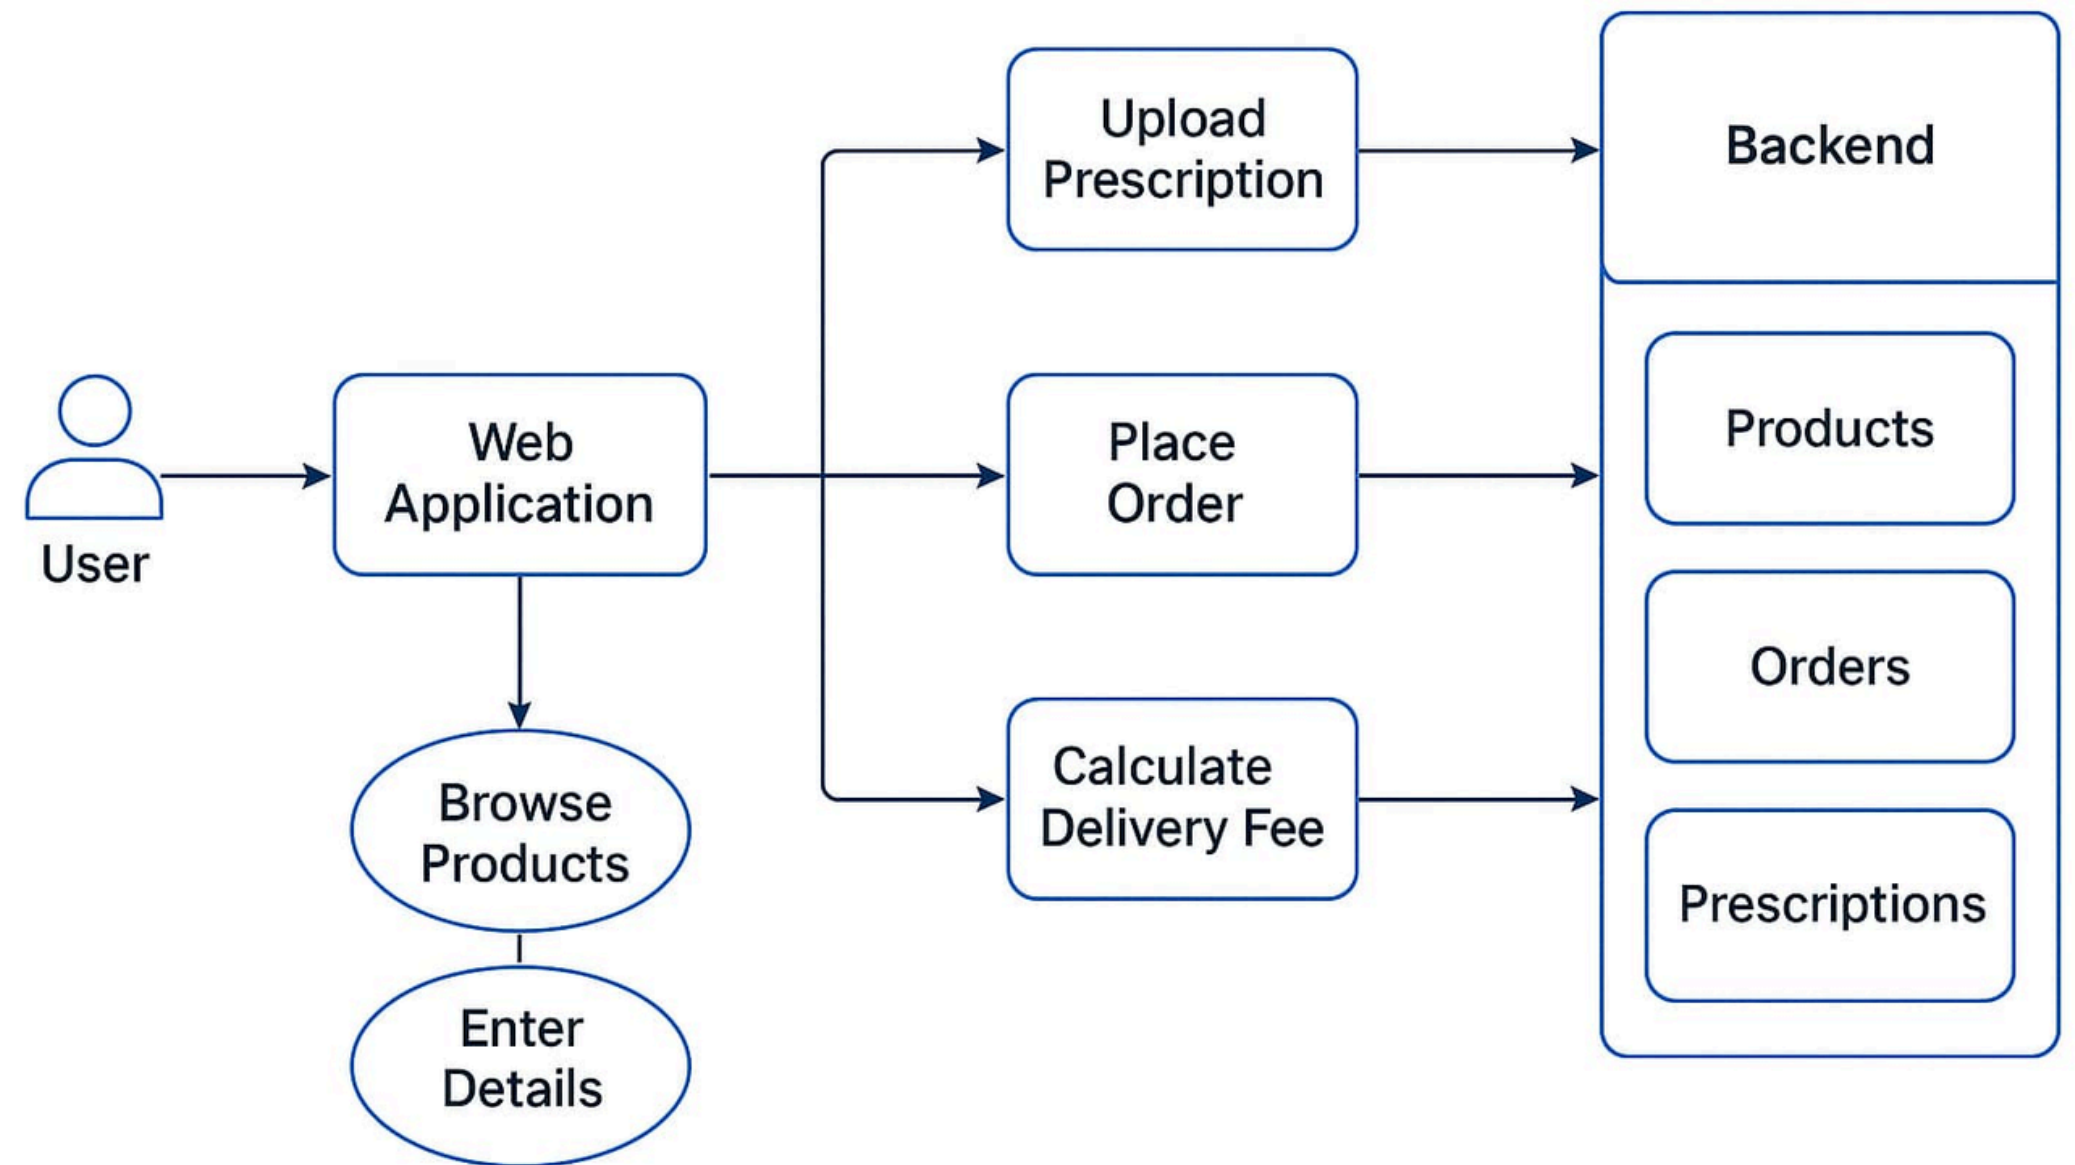 User
Web
Application
Browse
Products
Enter
Details
Upload
Prescription
Place
Order
Calculate
Delivery Fee
Backend
Products
Orders
Prescriptions